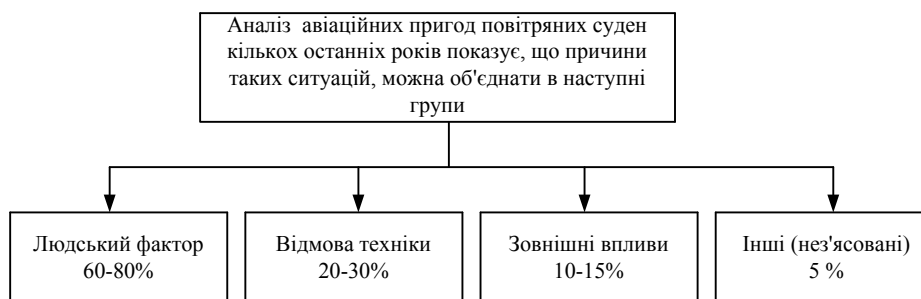 Аналіз авіаційних пригод повітряних суден
кількох останніх років показує, що причини
таких ситуацій, можна об'єднати в наступні
групи
Людський фактор
60-80%
Відмова техніки
20-30%
Зовнішні впливи
10-15%
Інші (нез'ясовані)
5 %